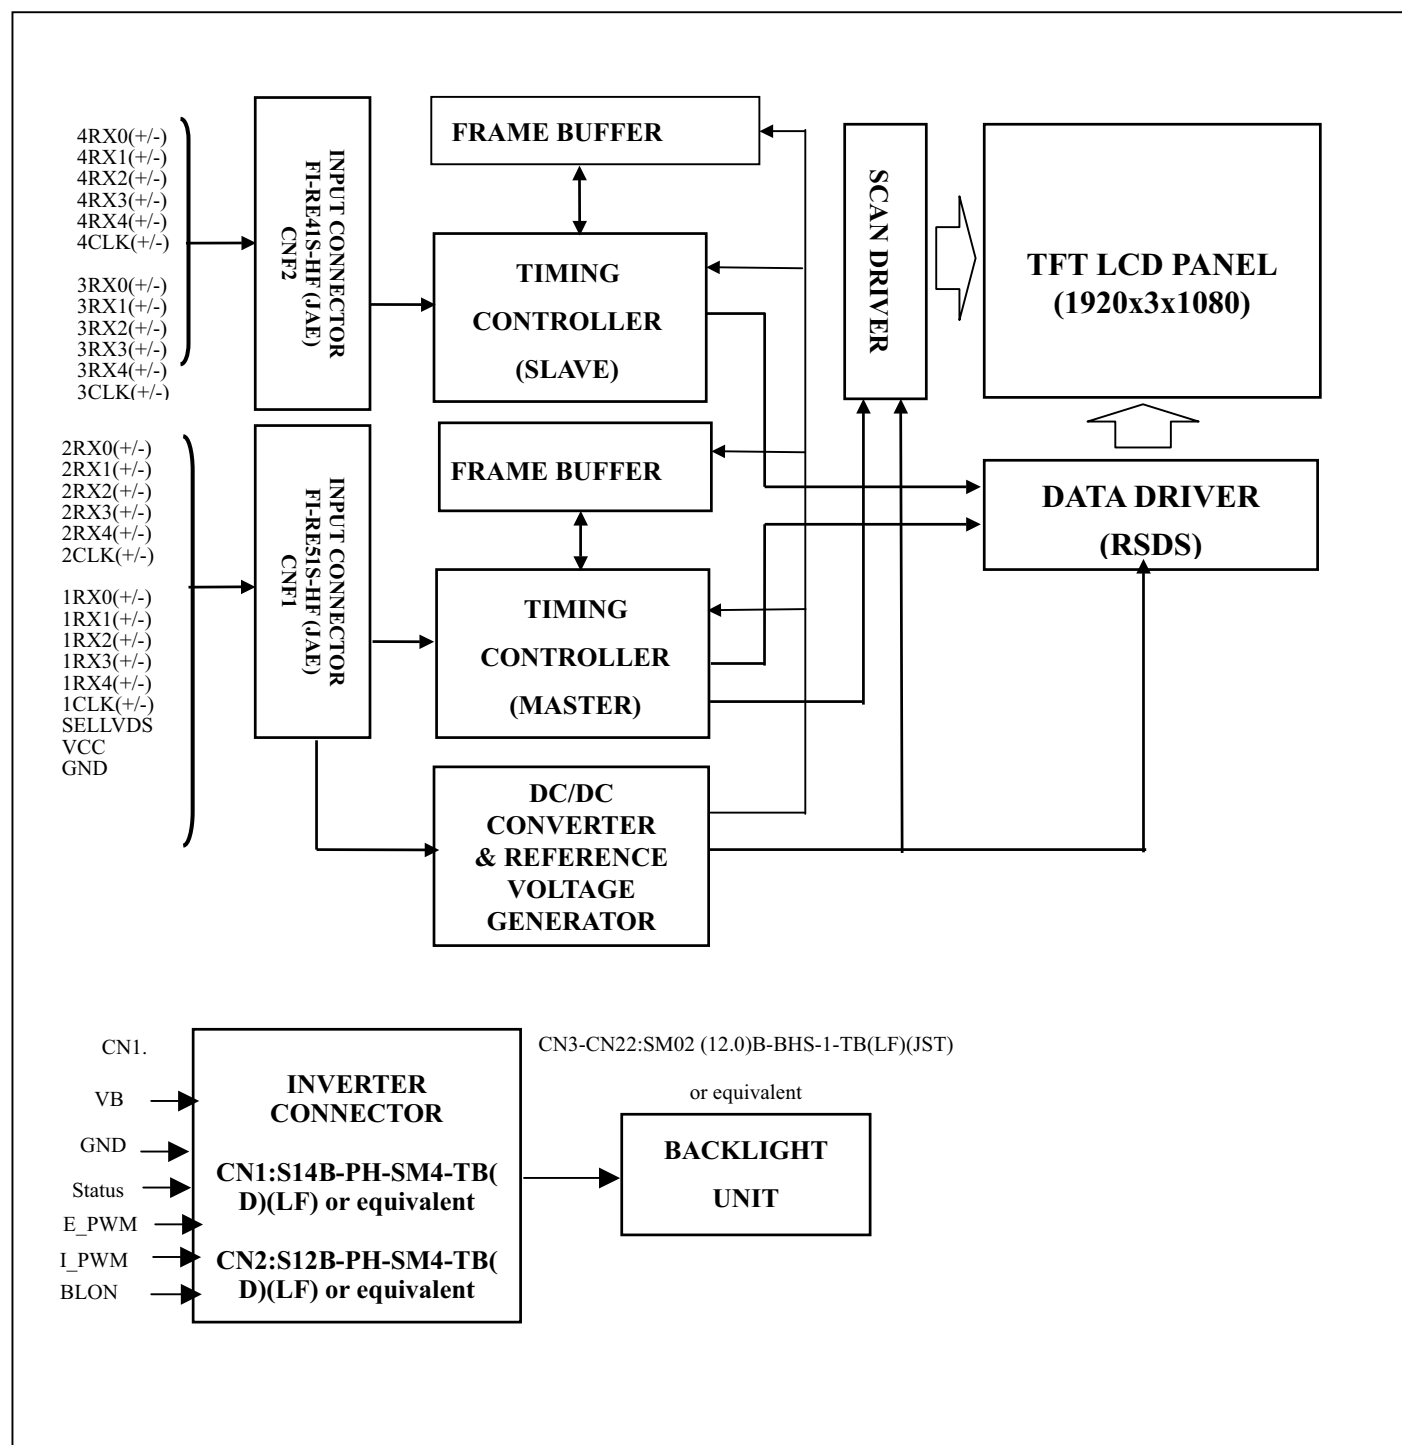 4RX0(+/-)
4RX1(+/-)
4RX2(+/-)
4RX3(+/-)
4RX4(+/-)
4CLK(+/-)
3RX0(+/-)
3RX1(+/-)
3RX2(+/-)
3RX3(+/-)
3RX4(+/-)
3CLK(+/-)
INPUT CONNECTOR
FI-RE41S-HF (JAE)
CNF2
FRAME BUFFER
TIMING
CONTROLLER
(SLAVE)
SCAN DRIVER
TFT LCD PANEL
(1920x3x1080)
2RX0(+/-)
2RX1(+/-)
2RX2(+/-)
2RX3(+/-)
2RX4(+/-)
2CLK(+/-)
1RX0(+/-)
1RX1(+/-)
1RX2(+/-)
1RX3(+/-)
1RX4(+/-)
1CLK(+/-)
SELLVDS
VCC
GND
INPUT CONNECTOR
FI-RE51S-HF (JAE)
CNF1
FRAME BUFFER
TIMING
CONTROLLER
(MASTER)
DATA DRIVER
(RSDS)
DC/DC
CONVERTER
& REFERENCE
VOLTAGE
GENERATOR
CN1.
VB
GND
Status
E_PWM
I_PWM
BLON
INVERTER
CONNECTOR
CN1:S14B-PH-SM4-TB(
D)(LF) or equivalent
CN2:S12B-PH-SM4-TB(
D)(LF) or equivalent
CN3-CN22:SM02 (12.0)B-BHS-1-TB(LF)(JST)
or equivalent
BACKLIGHT
UNIT